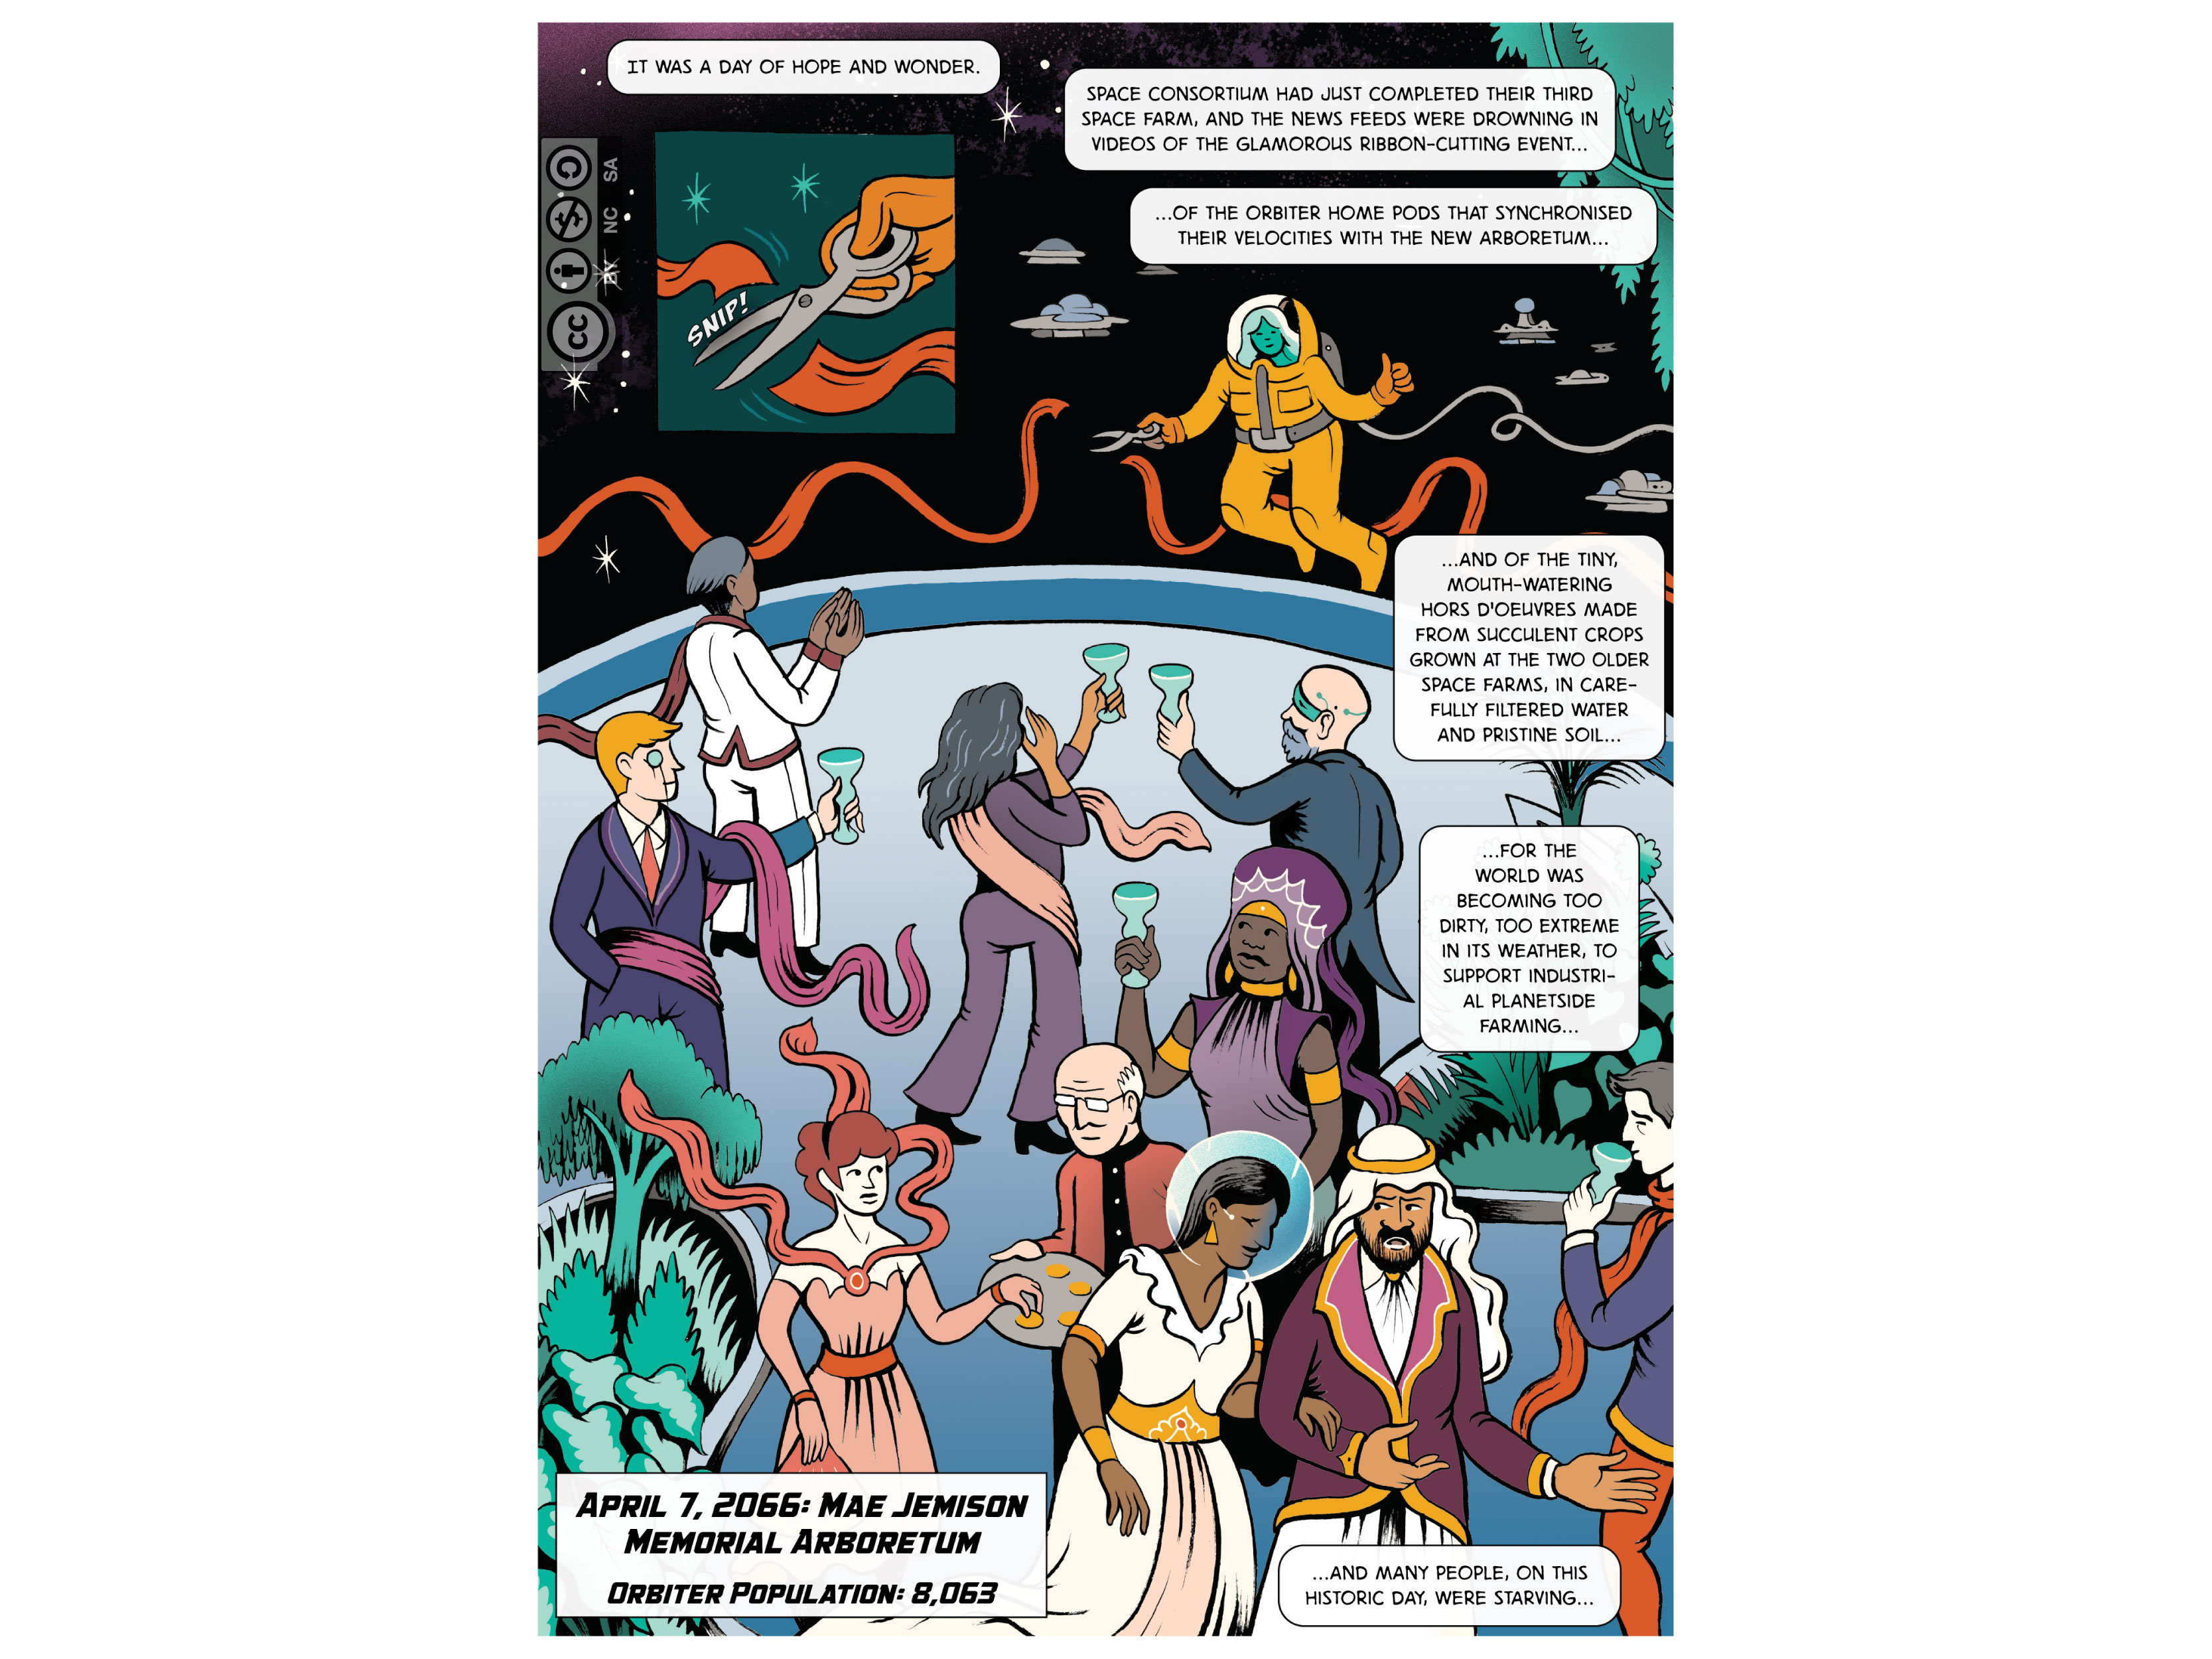 IT WAS A DAY OF HOPE AND WONDER.
SPACE CONSORTIUM HAD JUST COMPLETED THEIR THIRD
SPACE FARM, AND THE NEWS FEEDS WERE DROWNING IN
VIDEOS OF THE GLAMOROUS RIBBON-CUTTING EVENT...
...OF THE ORBITER HOME PODS THAT SYNCHRONISED
THEIR VELOCITIES WITH THE NEW ARBORETUM...
SNIP!
CC BY NC SA
...AND OF THE TINY,
MOUTH-WATERING
HORS D'OEUVRES MADE
FROM SUCCULENT CROPS
GROWN AT THE TWO OLDER
SPACE FARMS, IN CARE-
FULLY FILTERED WATER
AND PRISTINE SOIL...
...FOR THE
WORLD WAS
BECOMING TOO
DIRTY, TOO EXTREME
IN ITS WEATHER, TO
SUPPORT INDUSTRI-
AL PLANETSIDE
FARMING...
APRIL 7, 2066: MAE JEMISON
MEMORIAL ARBORETUM
ORBITER POPULATION: 8,063
...AND MANY PEOPLE, ON THIS
HISTORIC DAY, WERE STARVING...